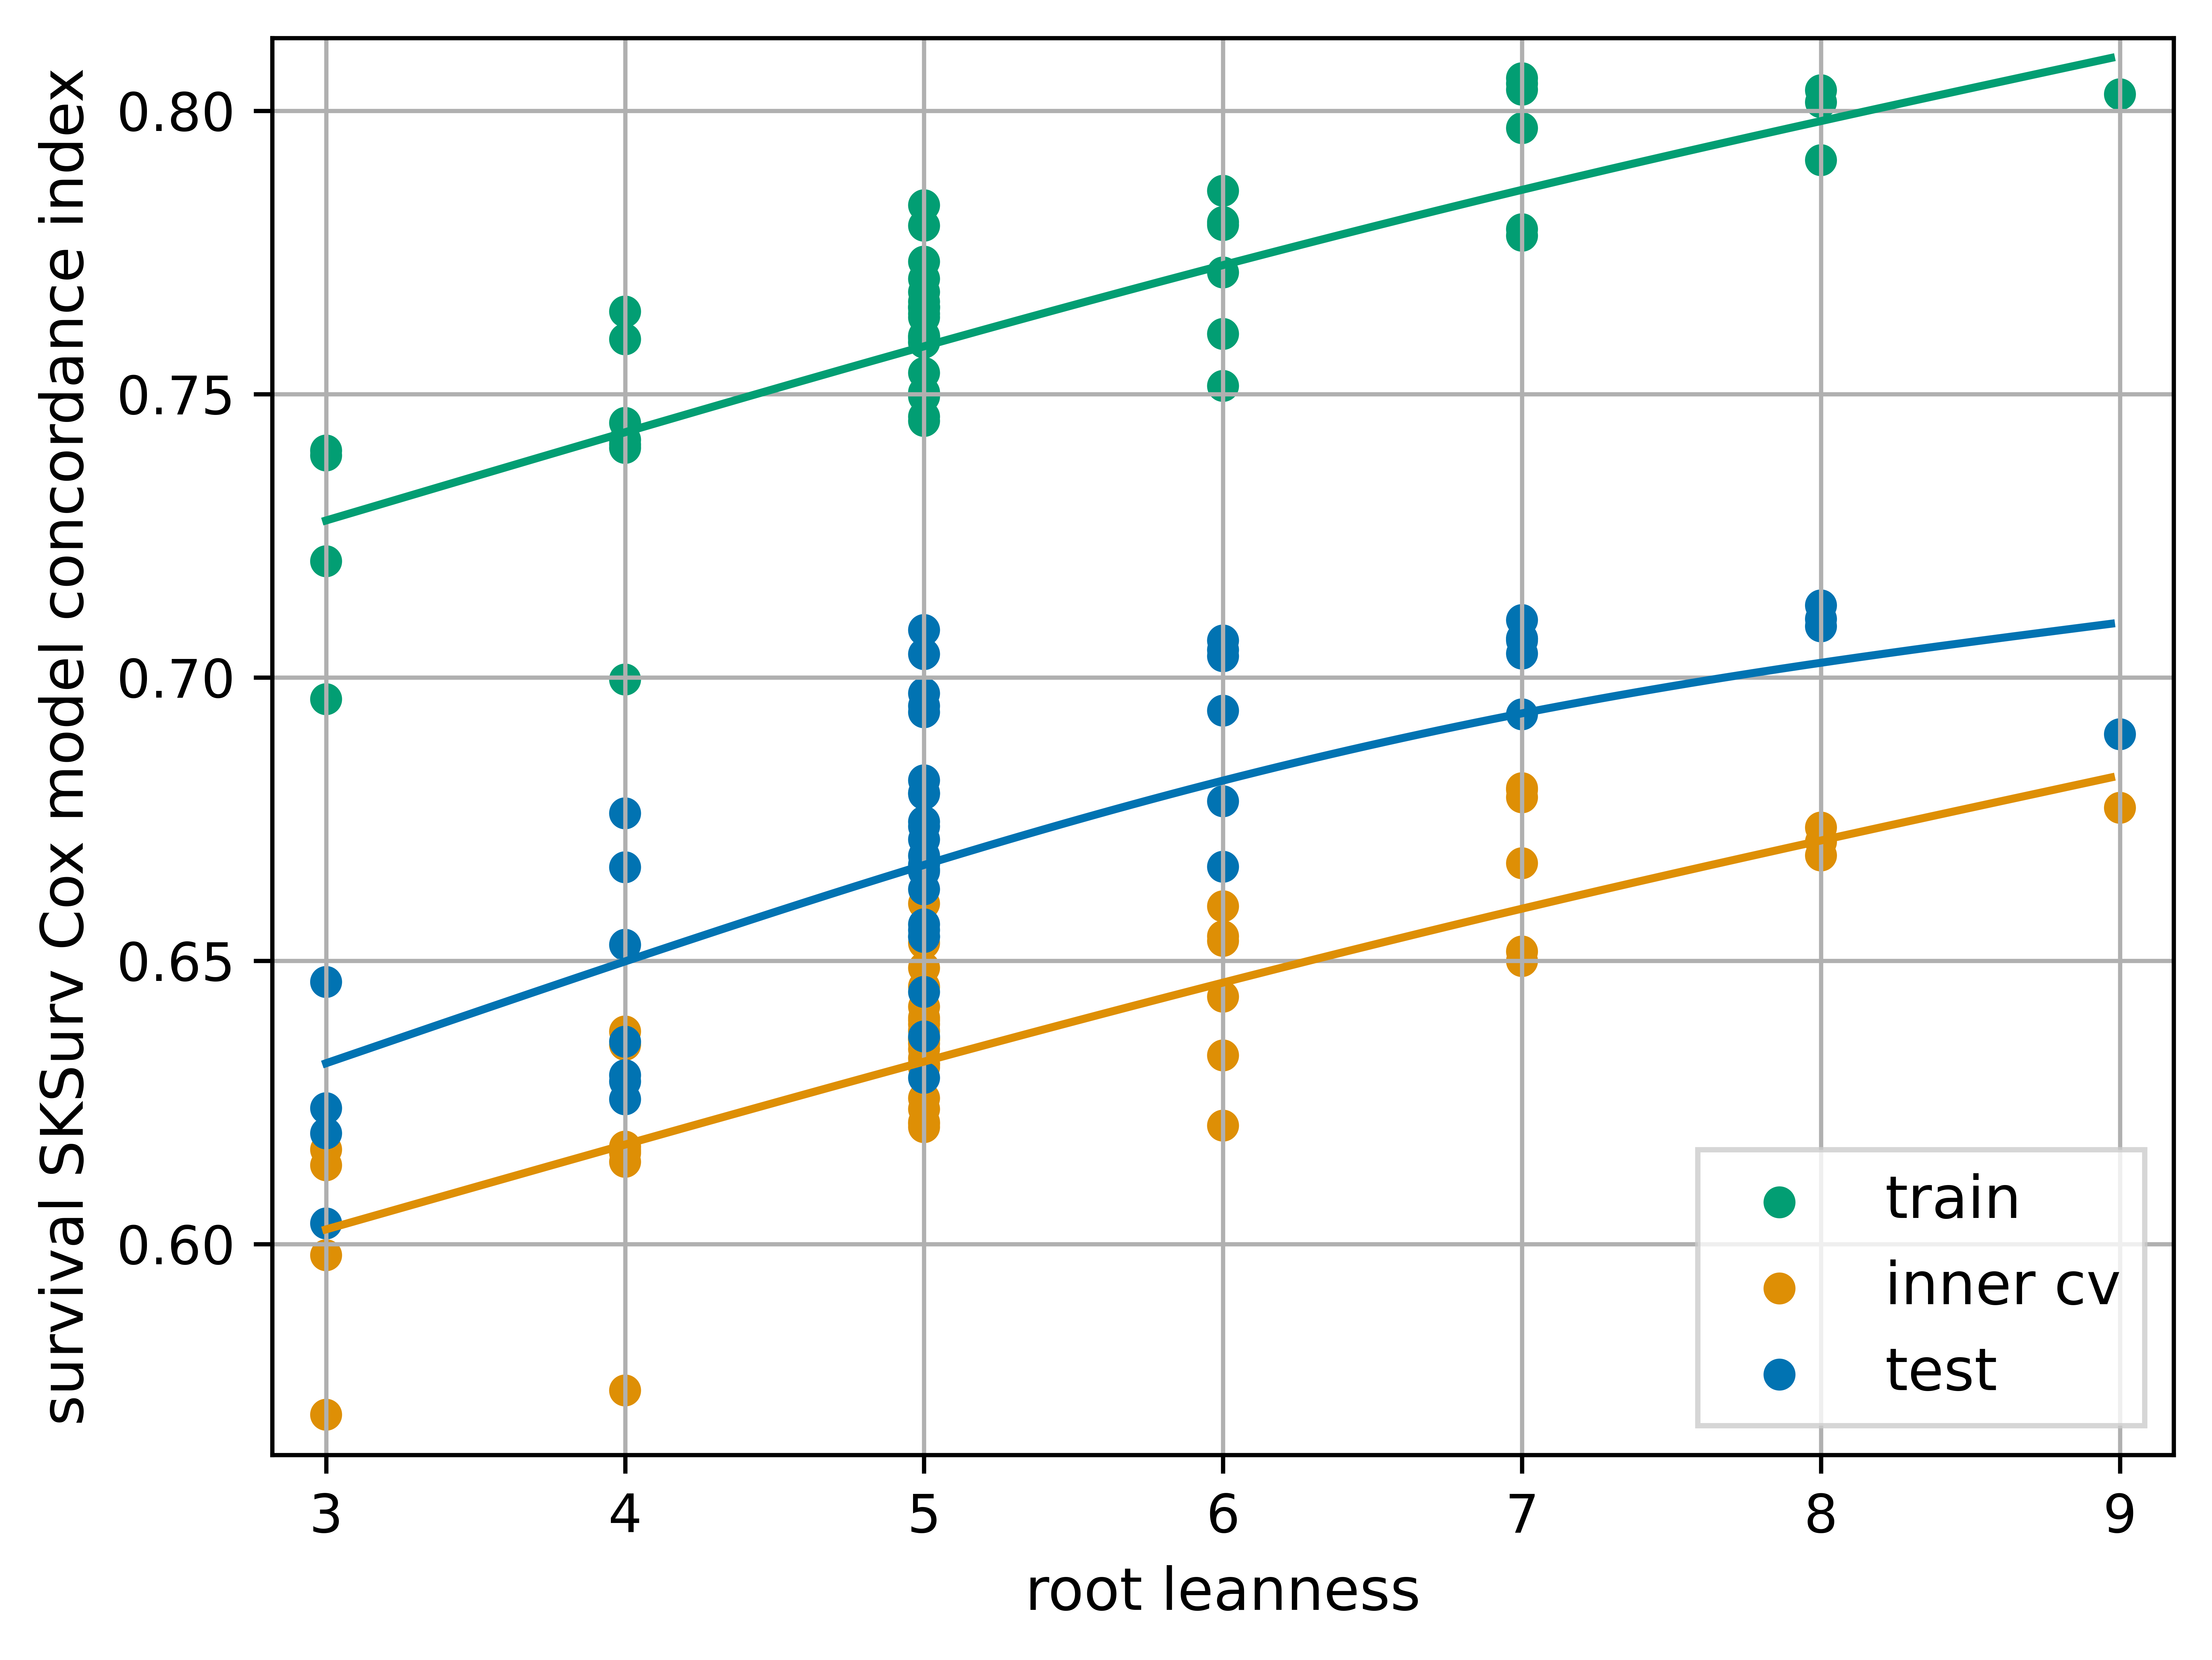 survival SKSurv Cox model concordance index
0.80
0.75
0.70
0.65
0.60
3 4 5 6 7 8 9
root leanness
train
inner cv
test